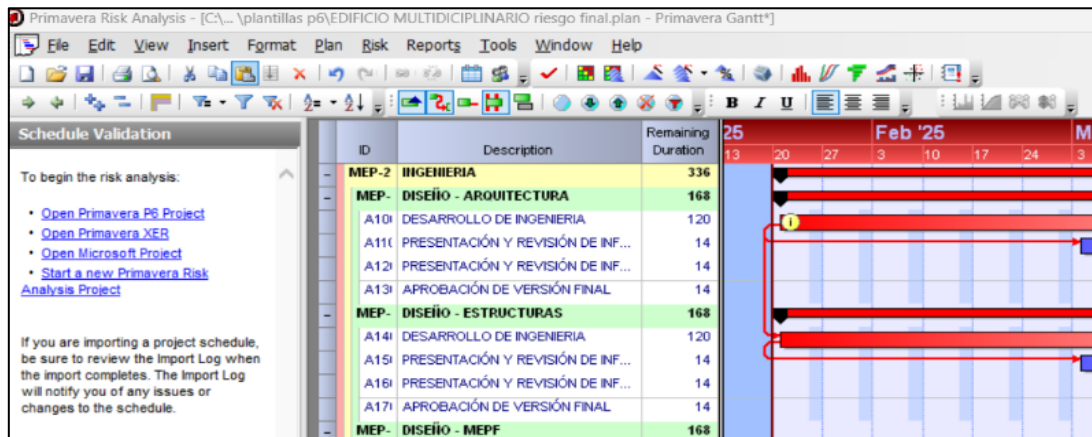 Primavera Risk Analysis - [C:\... \plantillas p6\EDIFICIO MULTIDICIPLINARIO riesgo final.plan - Primavera Gantt*]
File Edit View Insert Format Plan Risk Reports Tools Window Help
B I U
Schedule Validation
To begin the risk analysis:
• Open Primavera P6 Project
• Open Primavera XER
• Open Microsoft Project
• Start a new Primavera Risk
Analysis Project
If you are importing a project schedule,
be sure to review the Import Log when
the import completes. The Import Log
will notify you of any issues or
changes to the schedule.
ID Description Remaining Duration
25 Feb '25 M
13 20 27 3 10 17 24 3
- MEP-2 INGENIERIA 336
- MEP- DISEÑO - ARQUITECTURA 168
A10 DESARROLLO DE INGENIERIA 120
A11 PRESENTACIÓN Y REVISIÓN DE INF... 14
A12 PRESENTACIÓN Y REVISIÓN DE INF... 14
A13 APROBACIÓN DE VERSIÓN FINAL 14
- MEP- DISEÑO - ESTRUCTURAS 168
A14 DESARROLLO DE INGENIERIA 120
A15 PRESENTACIÓN Y REVISIÓN DE INF... 14
A16 PRESENTACIÓN Y REVISIÓN DE INF... 14
A17 APROBACIÓN DE VERSIÓN FINAL 14
- MEP- DISEÑO - MEPF 168